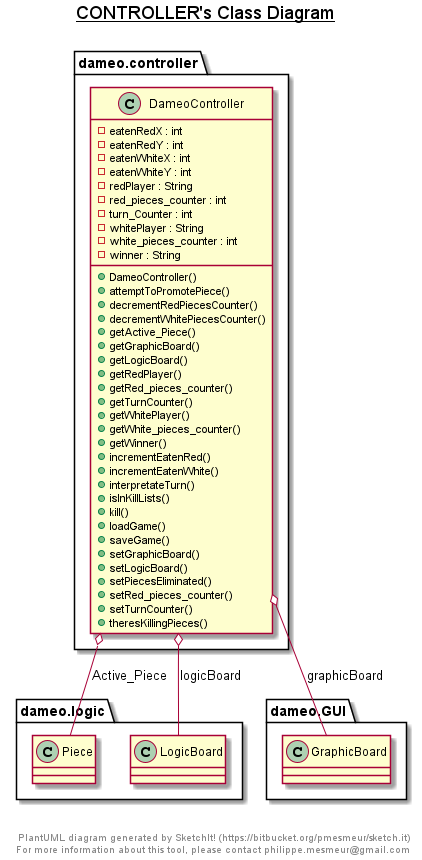 CONTROLLER's Class Diagram
dameo.controller
C DameoController
eatenRedX : int
eatenRedY : int
eatenWhiteX : int
eatenWhiteY : int
redPlayer : String
red_pieces_counter : int
turn_Counter : int
whitePlayer : String
white_pieces_counter : int
winner : String
DameoController()
attemptToPromotePiece()
decrementRedPiecesCounter()
decrementWhitePiecesCounter()
getActive_Piece()
getGraphicBoard()
getLogicBoard()
getRedPlayer()
getRed_pieces_counter()
getTurnCounter()
getWhitePlayer()
getWhite_pieces_counter()
getWinner()
incrementEatenRed()
incrementEatenWhite()
interpretateTurn()
isInKillLists()
kill()
loadGame()
saveGame()
setGraphicBoard()
setLogicBoard()
setPiecesEliminated()
setRed_pieces_counter()
setTurnCounter()
theresKillingPieces()
Active_Piece logicBoard graphicBoard
dameo.logic dameo.GUI
C Piece C LogicBoard C GraphicBoard
PlantUML diagram generated by SketchIt! (https://bitbucket.org/pmesmeur/sketch.it)
For more information about this tool, please contact philippe.mesmeur@gmail.com